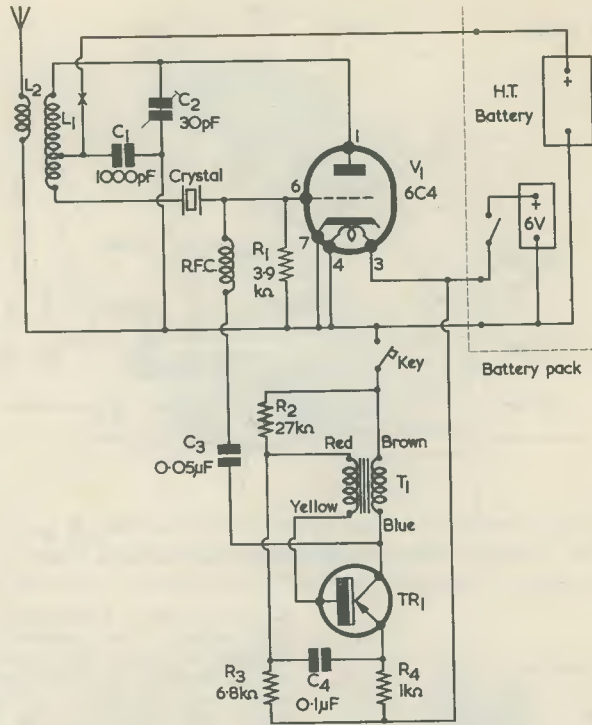 L2
L1
C1
1000pF
C2
30pF
Crystal
R.F.C.
R1
3·9
kΩ
1
6
7
4
3
V1
6C4
H.T.
Battery
+
+
6V
Battery pack
Key
R2
27kΩ
Red
Brown
T1
Yellow
Blue
C3
0·05µF
TR1
R3
6·8kΩ
C4
0·1µF
R4
1kΩ